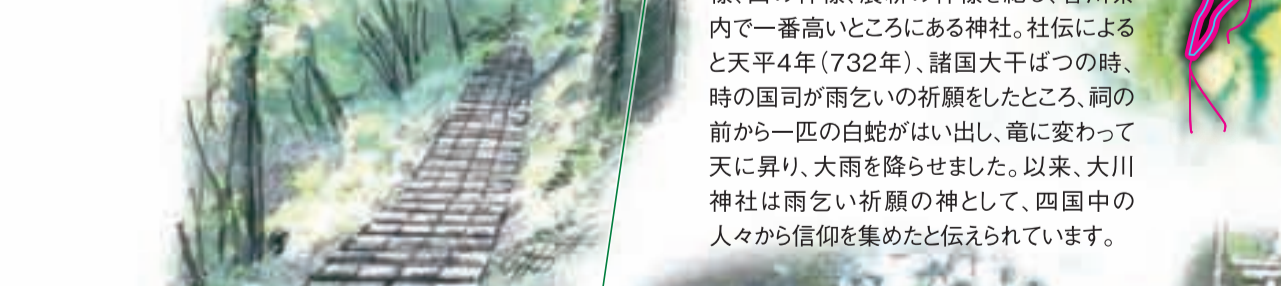 内で一番高いところにある神社。社伝による
と天平4年（732年）、諸国大干ばつの時、
時の国司が雨乞いの祈願をしたところ、祠の
前から一匹の白蛇がはい出し、竜に変わって
天に昇り、大雨を降らせました。以来、大川
神社は雨乞い祈願の神として、四国中の
人々から信仰を集めたと伝えられています。